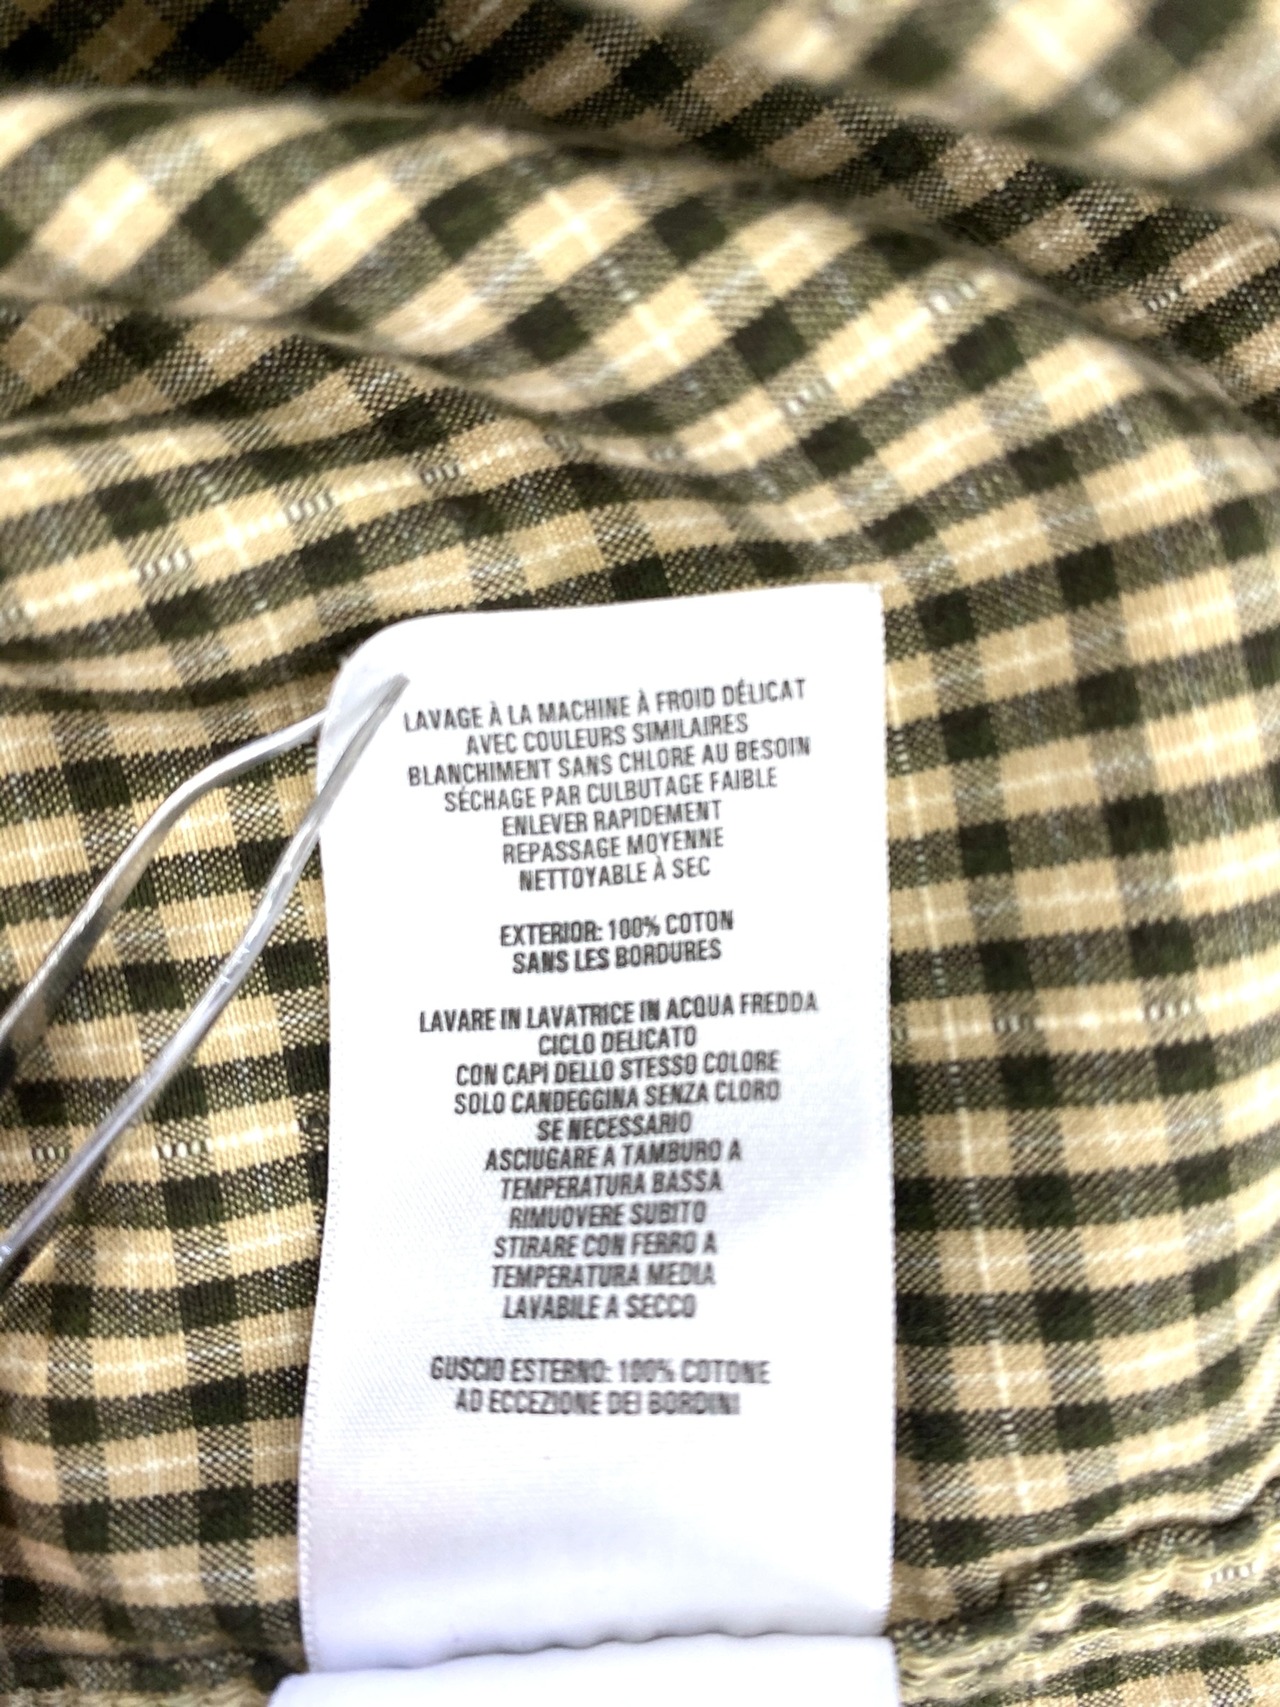 LAVAGE À LA MACHINE À FROID DÉLICAT
AVEC COULEURS SIMILAIRES
BLANCHIMENT SANS CHLORE AU BESOIN
SÉCHAGE PAR CULBUTAGE FAIBLE
ENLEVER RAPIDEMENT
REPASSAGE MOYENNE
NETTOYABLE À SEC
EXTERIOR: 100% COTON
SANS LES BORDURES
LAVARE IN LAVATRICE IN ACQUA FREDDA
CICLO DELICATO
CON CAPI DELLO STESSO COLORE
SOLO CANDEGGINA SENZA CLORO
SE NECESSARIO
ASCIUGARE A TAMBURO A
TEMPERATURA BASSA
RIMUOVERE SUBITO
STIRARE CON FERRO A
TEMPERATURA MEDIA
LAVABILE A SECCO
GUSCIO ESTERNO: 100% COTONE
AD ECCEZIONE DEI BORDINI